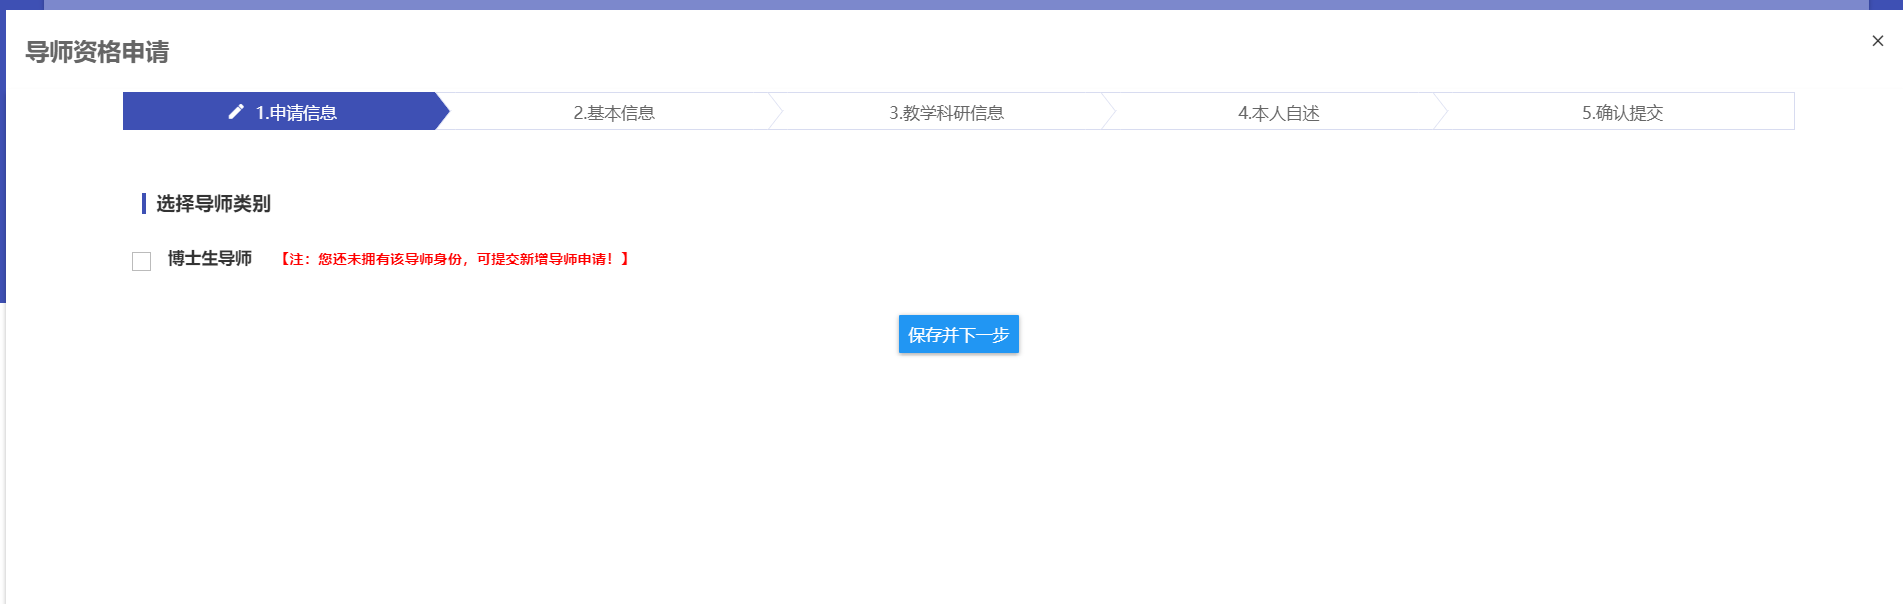 导师资格申请
×
1.申请信息 2.基本信息 3.教学科研信息 4.本人自述 5.确认提交
选择导师类别
博士生导师 【注：您还未拥有该导师身份，可提交新增导师申请！】
保存并下一步